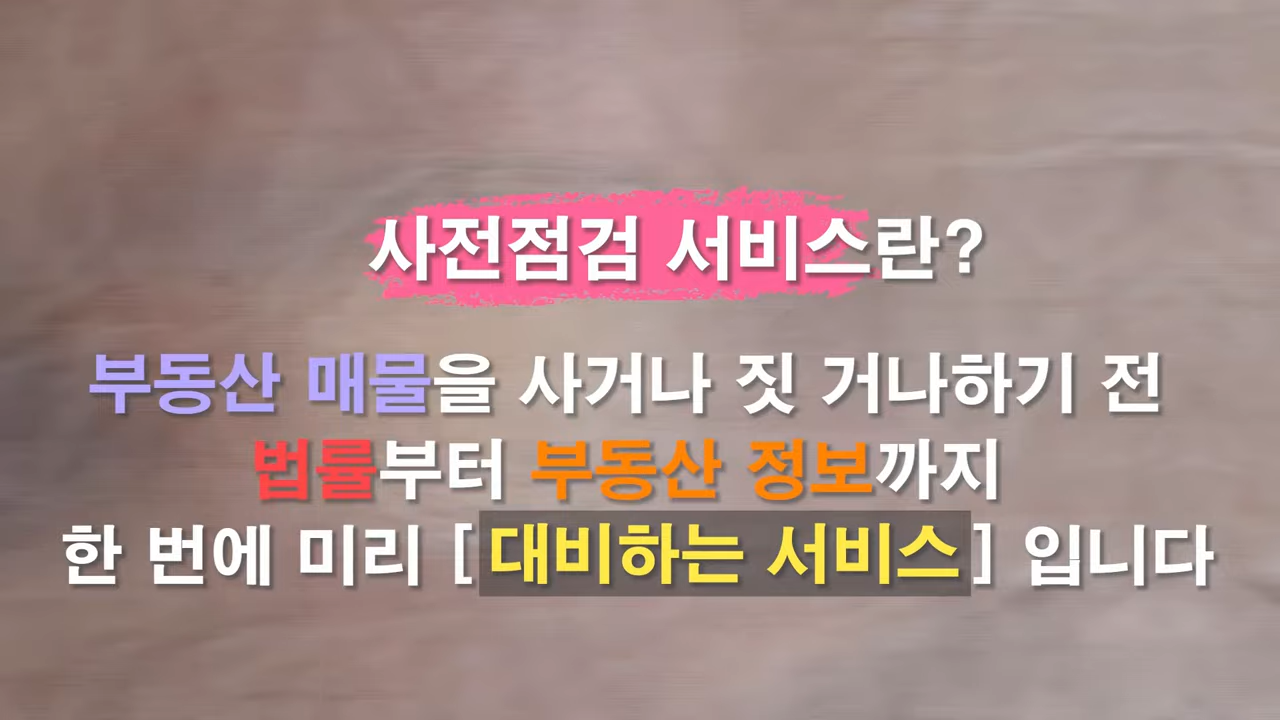 사전점검 서비스란?
부동산 매물을 사거나 짓 거나하기 전
법률부터 부동산 정보까지
한 번에 미리 [대비하는 서비스] 입니다